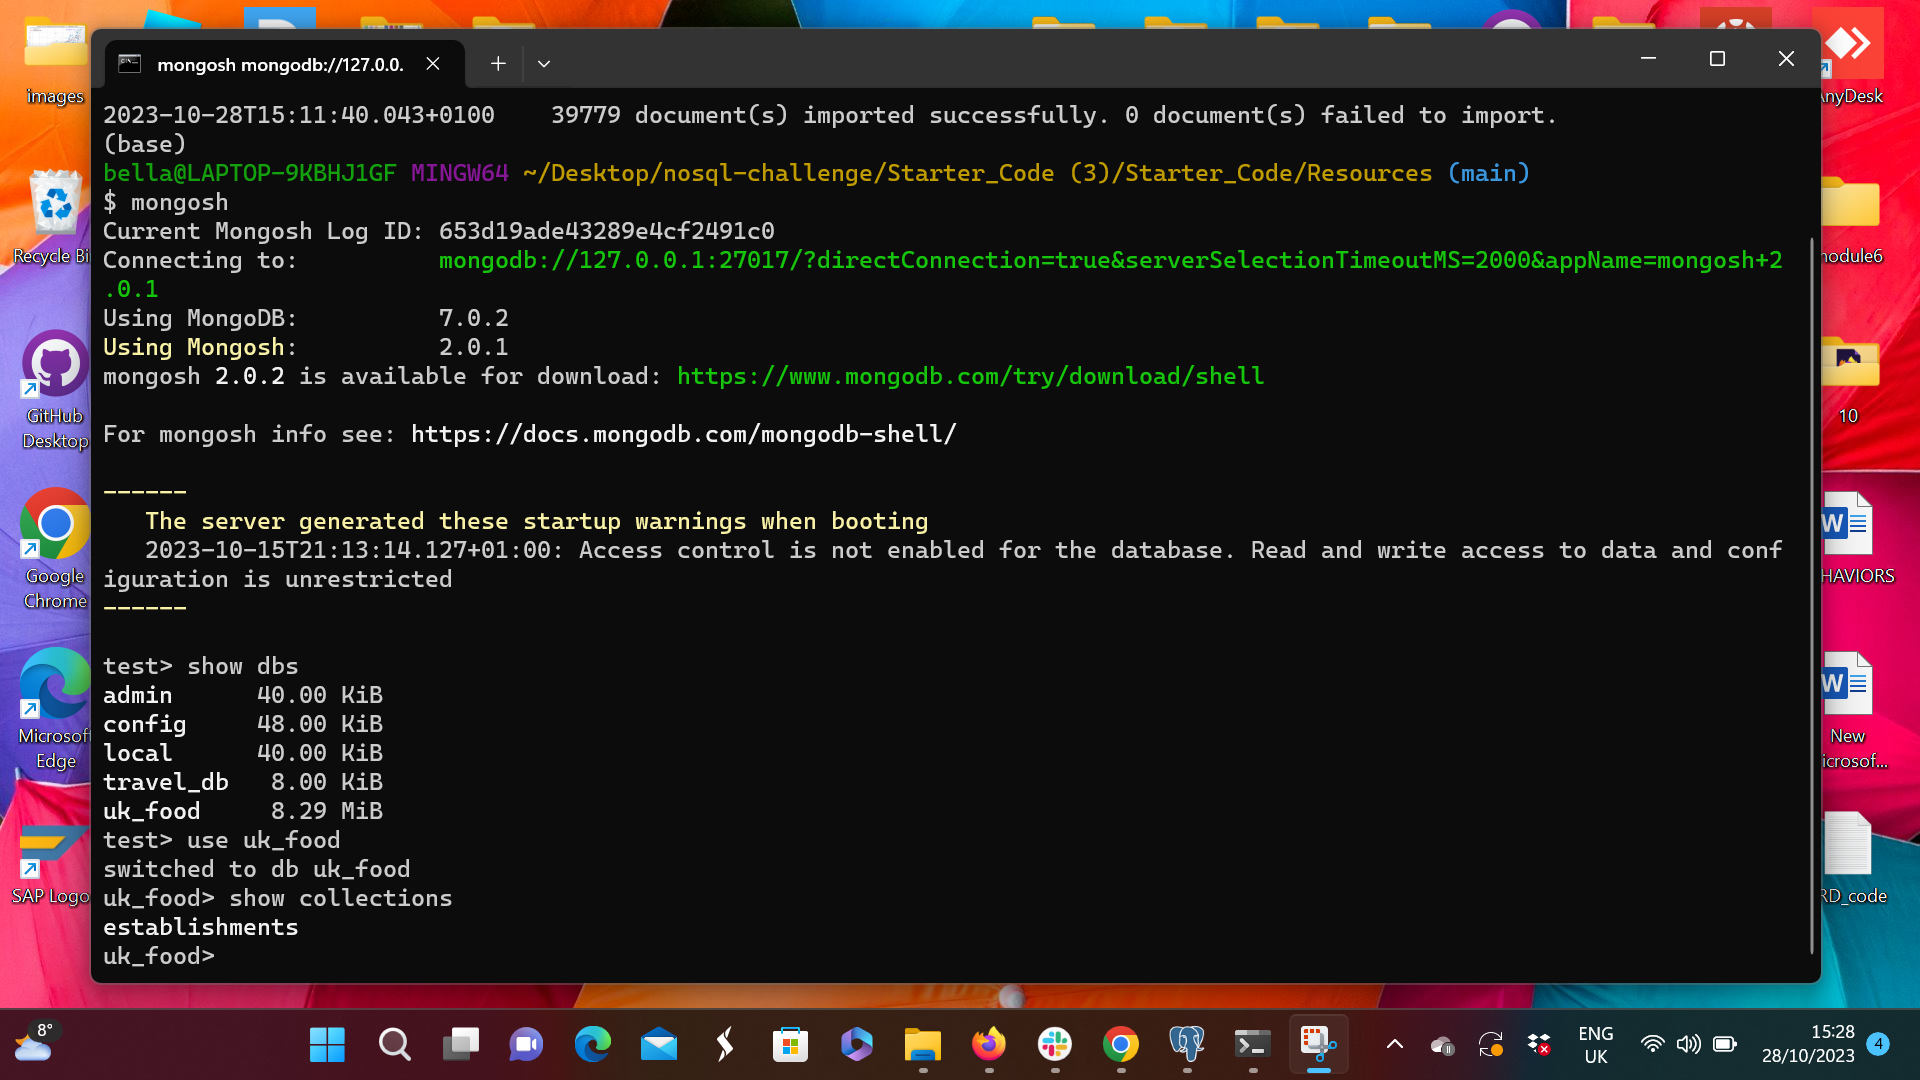 mongosh mongodb://127.0.0.
2023-10-28T15:11:40.043+0100    39779 document(s) imported successfully. 0 document(s) failed to import.
(base)
bella@LAPTOP-9KBHJ1GF MINGW64 ~/Desktop/nosql-challenge/Starter_Code (3)/Starter_Code/Resources (main)
$ mongosh
Current Mongosh Log ID: 653d19ade43289e4cf2491c0
Connecting to:          mongodb://127.0.0.1:27017/?directConnection=true&serverSelectionTimeoutMS=2000&appName=mongosh+2
.0.1
Using MongoDB:          7.0.2
Using Mongosh:          2.0.1
mongosh 2.0.2 is available for download: https://www.mongodb.com/try/download/shell
For mongosh info see: https://docs.mongodb.com/mongodb-shell/
------
The server generated these startup warnings when booting
2023-10-15T21:13:14.127+01:00: Access control is not enabled for the database. Read and write access to data and conf
iguration is unrestricted
------
test> show dbs
admin      40.00 KiB
config     48.00 KiB
local      40.00 KiB
travel_db   8.00 KiB
uk_food     8.29 MiB
test> use uk_food
switched to db uk_food
uk_food> show collections
establishments
uk_food>
images
Recycle Bi
GitHub
Desktop
Google
Chrome
Microsof
Edge
SAP Logo
AnyDesk
module6
10
HAVIORS
New
icrosof...
RD_code
8°
ENG
UK
15:28
28/10/2023
4